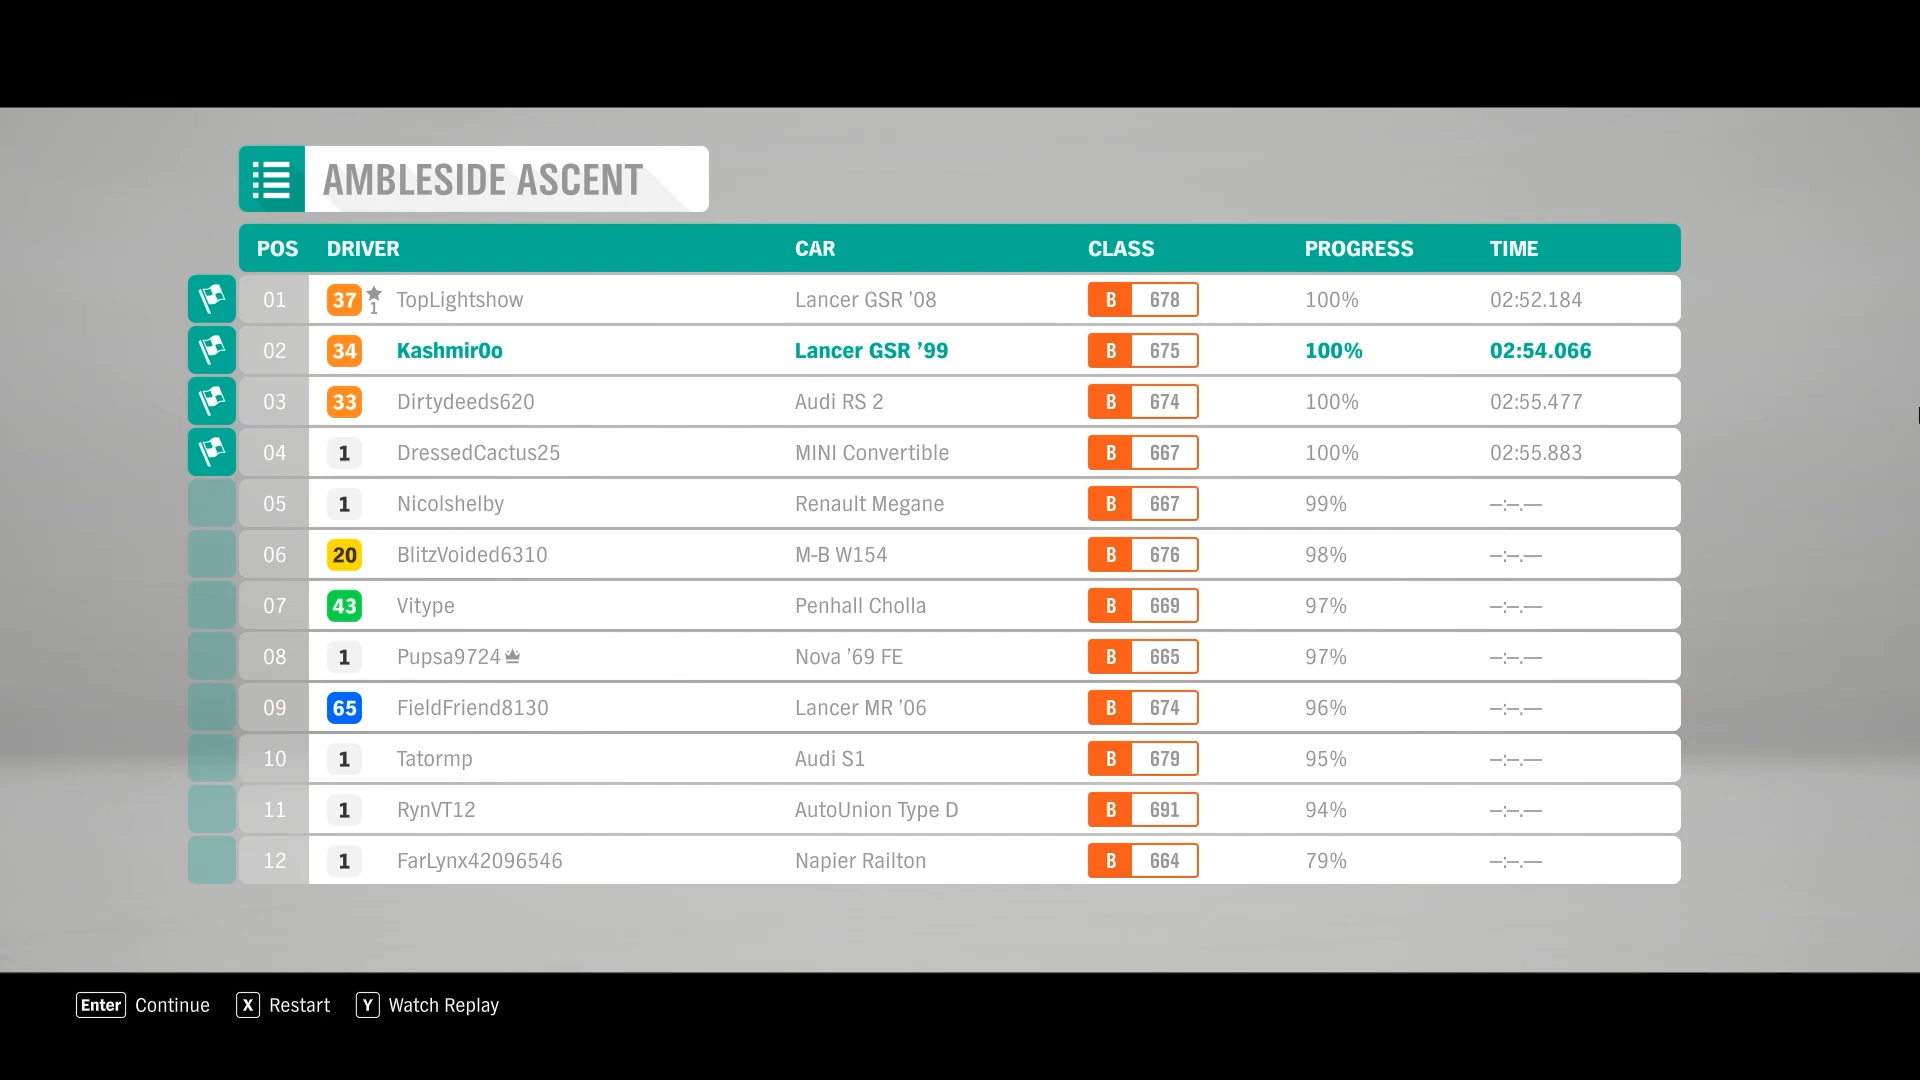 AMBLESIDE ASCENT
POS DRIVER CAR CLASS PROGRESS TIME
01 37 1 TopLightshow Lancer GSR ’08 B 678 100% 02:52.184
02 34 Kashmir0o Lancer GSR ’99 B 675 100% 02:54.066
03 33 Dirtydeeds620 Audi RS 2 B 674 100% 02:55.477
04 1 DressedCactus25 MINI Convertible B 667 100% 02:55.883
05 1 Nicolshelby Renault Megane B 667 99% –:–.––
06 20 BlitzVoided6310 M-B W154 B 676 98% –:–.––
07 43 Vitype Penhall Cholla B 669 97% –:–.––
08 1 Pupsa9724 Nova ’69 FE B 665 97% –:–.––
09 65 FieldFriend8130 Lancer MR ’06 B 674 96% –:–.––
10 1 Tatormp Audi S1 B 679 95% –:–.––
11 1 RynVT12 AutoUnion Type D B 691 94% –:–.––
12 1 FarLynx42096546 Napier Railton B 664 79% –:–.––
Enter Continue X Restart Y Watch Replay